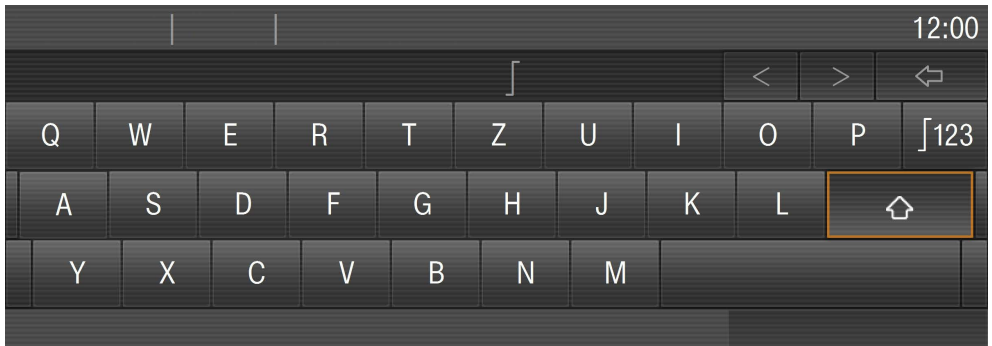 12:00
< >
Q W E R T Z U I O P ⌠123
A S D F G H J K L
Y X C V B N M